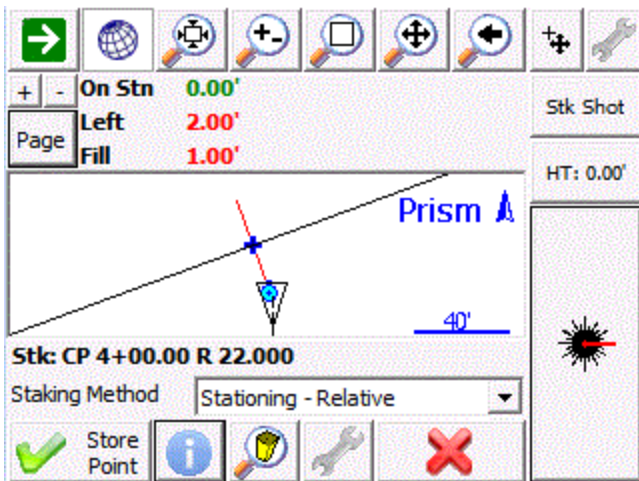 + - On Stn 0.00'
Stk Shot
Page Left 2.00'
Fill 1.00'
HT: 0.00'
Prism
40'
Stk: CP 4+00.00 R 22.000
Staking Method Stationing - Relative
Store
Point